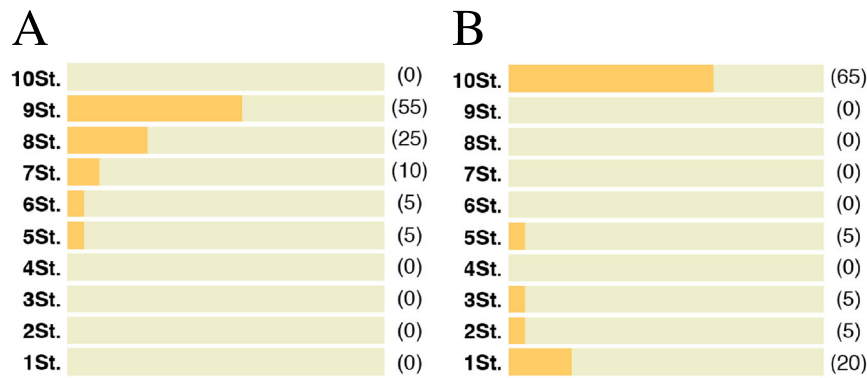 A
10St. (0)
9St. (55)
8St. (25)
7St. (10)
6St. (5)
5St. (5)
4St. (0)
3St. (0)
2St. (0)
1St. (0)
B
10St. (65)
9St. (0)
8St. (0)
7St. (0)
6St. (0)
5St. (5)
4St. (0)
3St. (5)
2St. (5)
1St. (20)